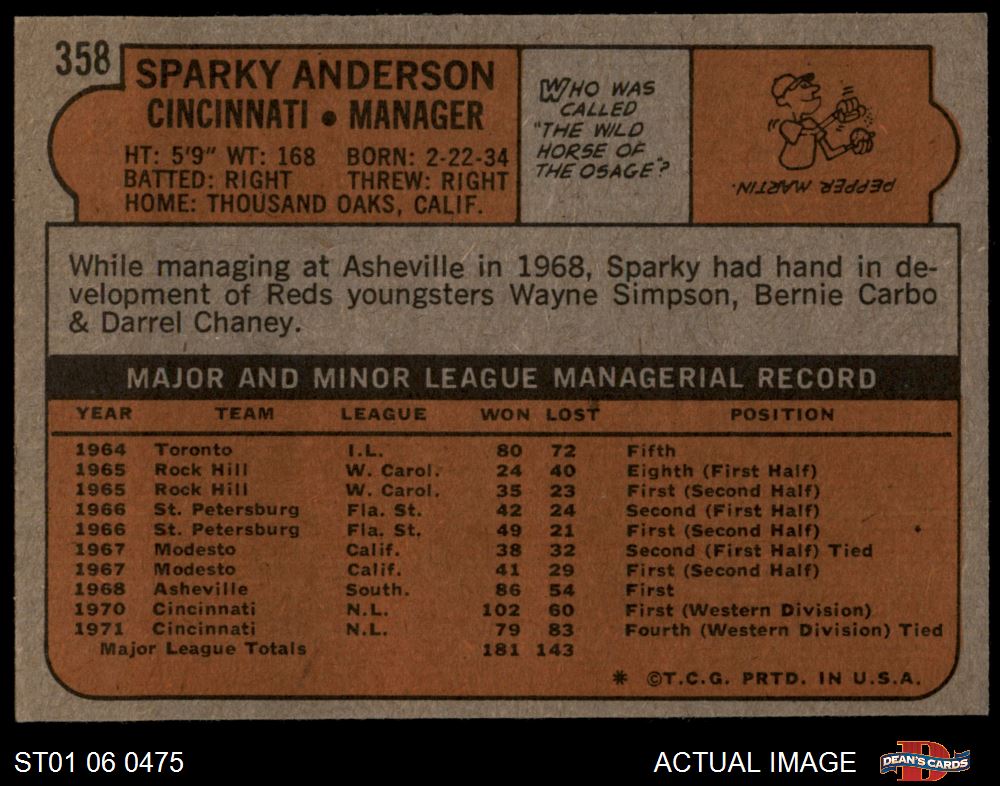 358
SPARKY ANDERSON
CINCINNATI • MANAGER
HT: 5'9" WT: 168 BORN: 2-22-34
BATTED: RIGHT THREW: RIGHT
HOME: THOUSAND OAKS, CALIF.
WHO WAS
CALLED
"THE WILD
HORSE OF
THE OSAGE"?
PEPPER MARTIN.
While managing at Asheville in 1968, Sparky had hand in de-
velopment of Reds youngsters Wayne Simpson, Bernie Carbo
& Darrel Chaney.
MAJOR AND MINOR LEAGUE MANAGERIAL RECORD
YEAR TEAM LEAGUE WON LOST POSITION
1964 Toronto I.L. 80 72 Fifth
1965 Rock Hill W. Carol. 24 40 Eighth (First Half)
1965 Rock Hill W. Carol. 35 23 First (Second Half)
1966 St. Petersburg Fla. St. 42 24 Second (First Half)
1966 St. Petersburg Fla. St. 49 21 First (Second Half)
1967 Modesto Calif. 38 32 Second (First Half) Tied
1967 Modesto Calif. 41 29 First (Second Half)
1968 Asheville South. 86 54 First
1970 Cincinnati N.L. 102 60 First (Western Division)
1971 Cincinnati N.L. 79 83 Fourth (Western Division) Tied
Major League Totals 181 143
* ©T.C.G. PRTD. IN U.S.A.
ST01 06 0475
ACTUAL IMAGE
D
DEAN'S CARDS